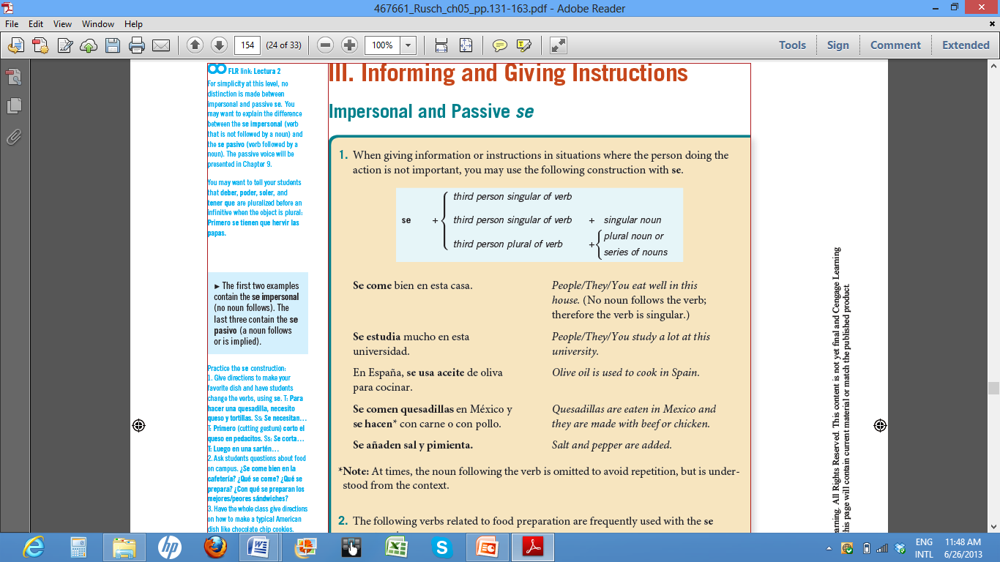 467661_Rusch_ch05_pp.131-163.pdf - Adobe Reader
File Edit View Window Help
154 (24 of 33) 100% Tools Sign Comment Extended
FLR link: Lectura 2
For simplicity at this level, no
distinction is made between
impersonal and passive se. You
may want to explain the difference
between the se impersonal (verb
that is not followed by a noun) and
the se pasivo (verb followed by a
noun). The passive voice will be
presented in Chapter 9.
You may want to tell your students
that deber, poder, soler, and
tener que are pluralized before an
infinitive when the object is plural:
Primero se tienen que hervir las
papas.
► The first two examples
contain the se impersonal
(no noun follows). The
last three contain the se
pasivo (a noun follows
or is implied).
Practice the se construction:
1. Give directions to make your
favorite dish and have students
change the verbs, using se. T: Para
hacer una quesadilla, necesito
queso y tortillas. Ss: Se necesitan…
T: Primero (cutting gesture) corto el
queso en pedacitos. Ss: Se corta…
T: Luego en una sartén…
2. Ask students questions about food
on campus. ¿Se come bien en la
cafetería? ¿Qué se come? ¿Qué se
prepara? ¿Con qué se preparan los
mejores/peores sándwiches?
3. Have the whole class give directions
on how to make a typical American
dish like chocolate chip cookies.
III. Informing and Giving Instructions
Impersonal and Passive se
1. When giving information or instructions in situations where the person doing the
action is not important, you may use the following construction with se.
third person singular of verb
se + third person singular of verb + singular noun
third person plural of verb + plural noun or
series of nouns
Se come bien en esta casa.
People/They/You eat well in this
house. (No noun follows the verb;
therefore the verb is singular.)
Se estudia mucho en esta
universidad.
People/They/You study a lot at this
university.
En España, se usa aceite de oliva
para cocinar.
Olive oil is used to cook in Spain.
Se comen quesadillas en México y
se hacen* con carne o con pollo.
Quesadillas are eaten in Mexico and
they are made with beef or chicken.
Se añaden sal y pimienta.
Salt and pepper are added.
*Note: At times, the noun following the verb is omitted to avoid repetition, but is under-
stood from the context.
2. The following verbs related to food preparation are frequently used with the se
arning. All Rights Reserved. This content is not yet final and Cengage Learning
his page will contain current material or match the published product.
ENG 11:48 AM
INTL 6/26/2013